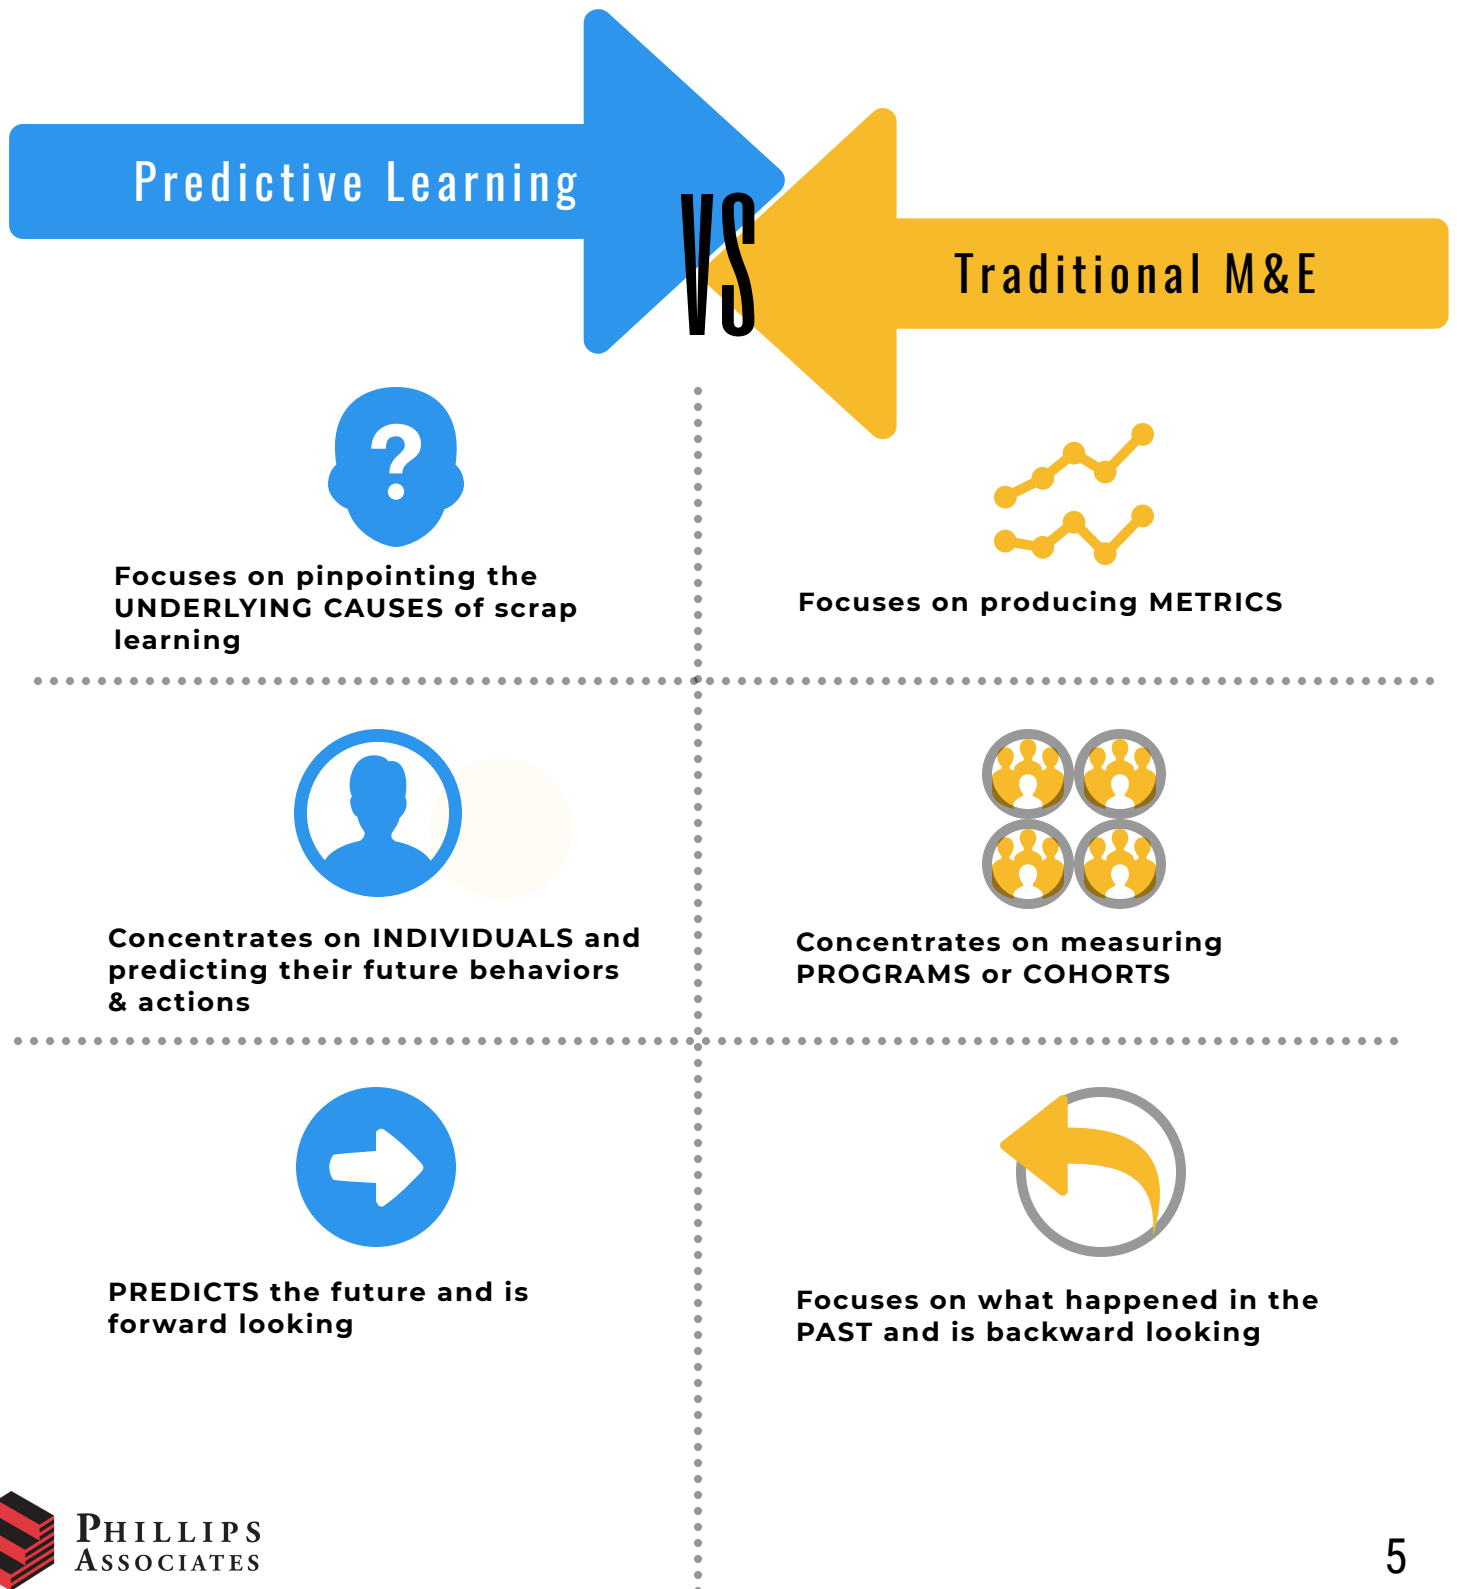 Predictive Learning
VS
Traditional M&E
?
Focuses on pinpointing the
UNDERLYING CAUSES of scrap
learning
Focuses on producing METRICS
Concentrates on INDIVIDUALS and
predicting their future behaviors
& actions
Concentrates on measuring
PROGRAMS or COHORTS
PREDICTS the future and is
forward looking
Focuses on what happened in the
PAST and is backward looking
PHILLIPS
ASSOCIATES
5